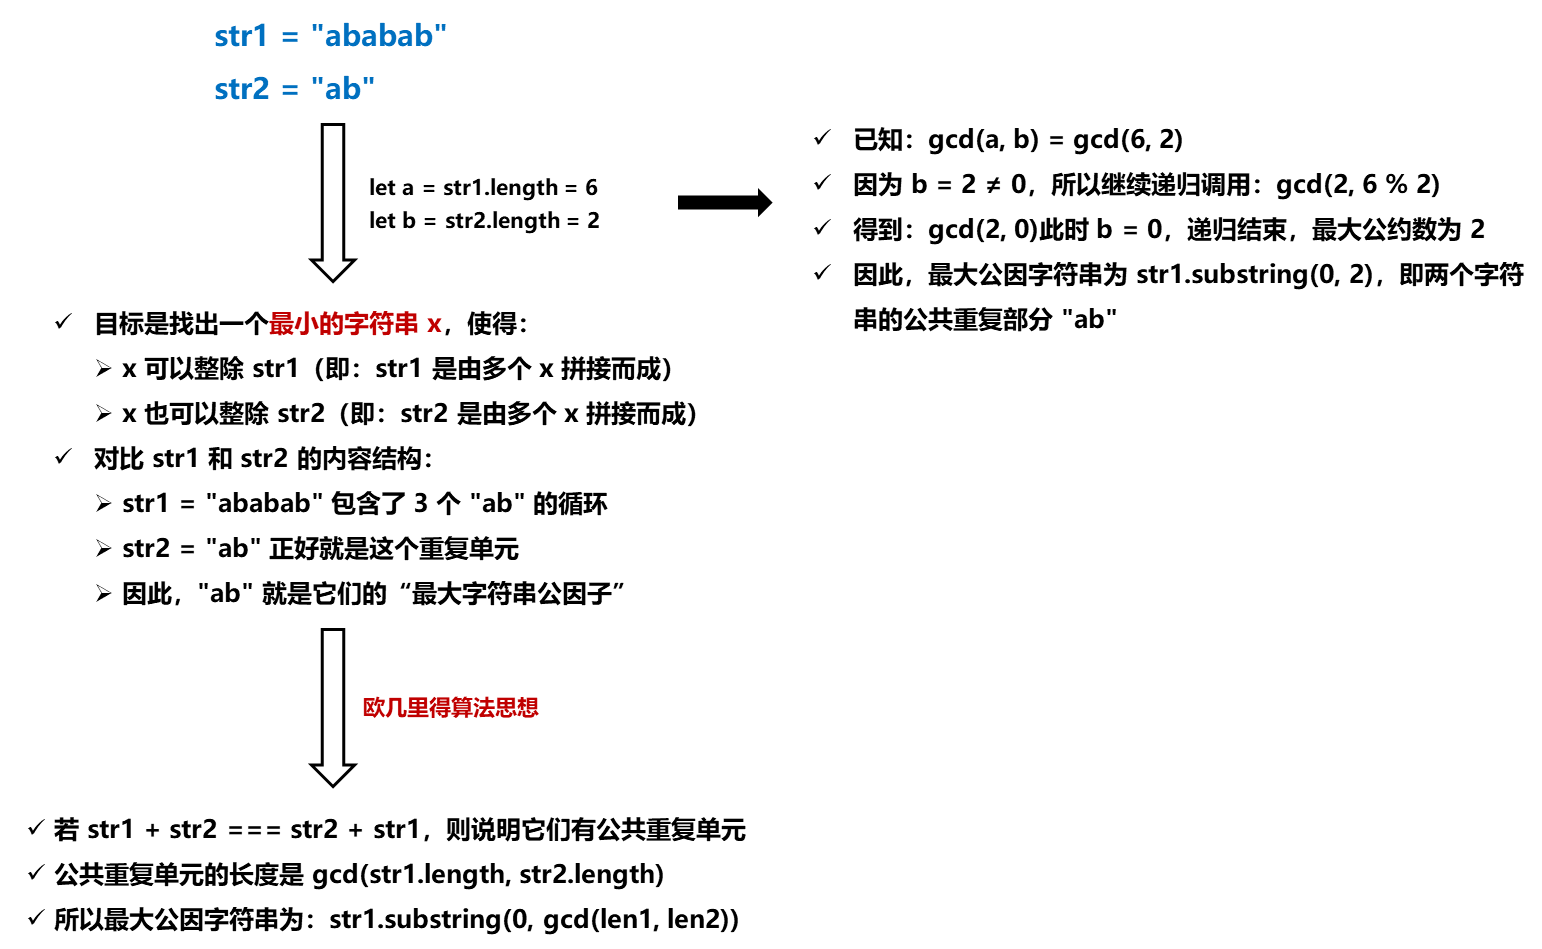 str1 = "ababab"
str2 = "ab"
let a = str1.length = 6
let b = str2.length = 2
✓ 已知：gcd(a, b) = gcd(6, 2)
✓ 因为 b = 2 ≠ 0，所以继续递归调用：gcd(2, 6 % 2)
✓ 得到：gcd(2, 0)此时 b = 0，递归结束，最大公约数为 2
✓ 因此，最大公因字符串为 str1.substring(0, 2)，即两个字符
串的公共重复部分 "ab"
✓ 目标是找出一个最小的字符串 x，使得：
➢ x 可以整除 str1（即：str1 是由多个 x 拼接而成）
➢ x 也可以整除 str2（即：str2 是由多个 x 拼接而成）
✓ 对比 str1 和 str2 的内容结构：
➢ str1 = "ababab" 包含了 3 个 "ab" 的循环
➢ str2 = "ab" 正好就是这个重复单元
➢ 因此，"ab" 就是它们的“最大字符串公因子”
欧几里得算法思想
✓ 若 str1 + str2 === str2 + str1，则说明它们有公共重复单元
✓ 公共重复单元的长度是 gcd(str1.length, str2.length)
✓ 所以最大公因字符串为：str1.substring(0, gcd(len1, len2))